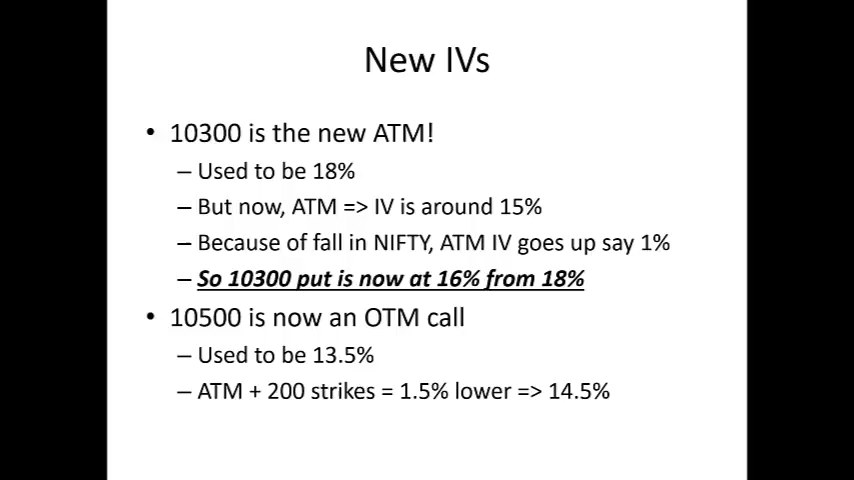 New IVs
• 10300 is the new ATM!
– Used to be 18%
– But now, ATM => IV is around 15%
– Because of fall in NIFTY, ATM IV goes up say 1%
– So 10300 put is now at 16% from 18%
• 10500 is now an OTM call
– Used to be 13.5%
– ATM + 200 strikes = 1.5% lower => 14.5%